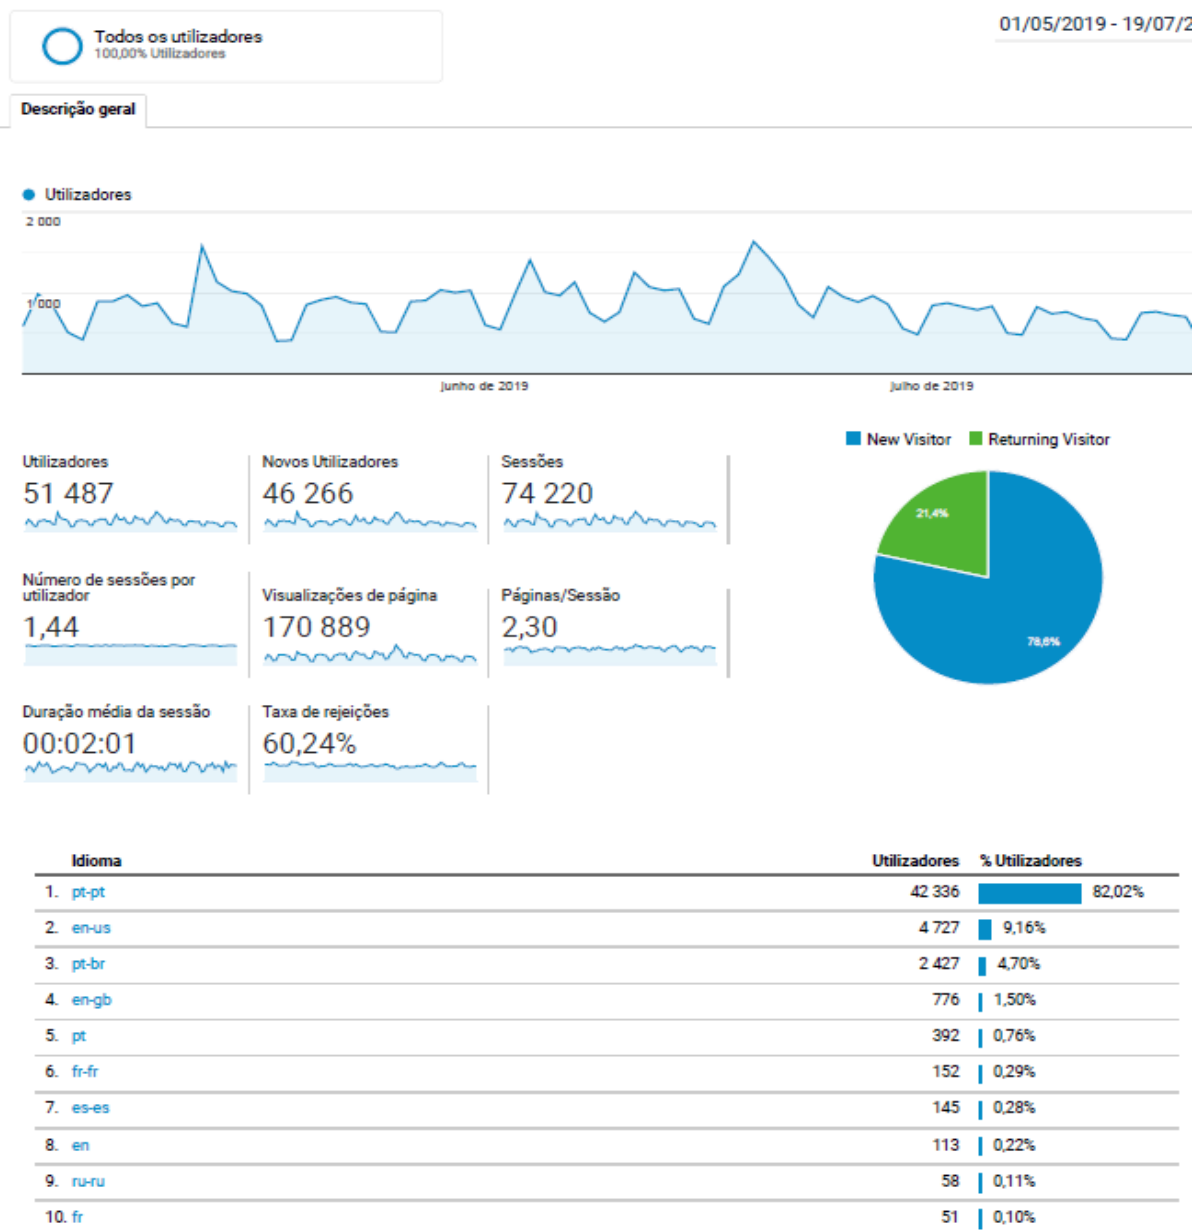 Todos os utilizadores
100,00% Utilizadores
01/05/2019 - 19/07/2
Descrição geral
Utilizadores
2 000
1 000
Junho de 2019
Julho de 2019
New Visitor
Returning Visitor
21,4%
78,6%
Utilizadores
51 487
Novos Utilizadores
46 266
Sessões
74 220
Número de sessões por
utilizador
1,44
Visualizações de página
170 889
Páginas/Sessão
2,30
Duração média da sessão
00:02:01
Taxa de rejeições
60,24%
Idioma Utilizadores % Utilizadores
1. pt-pt 42 336 82,02%
2. en-us 4 727 9,16%
3. pt-br 2 427 4,70%
4. en-gb 776 1,50%
5. pt 392 0,76%
6. fr-fr 152 0,29%
7. es-es 145 0,28%
8. en 113 0,22%
9. ru-ru 58 0,11%
10. fr 51 0,10%